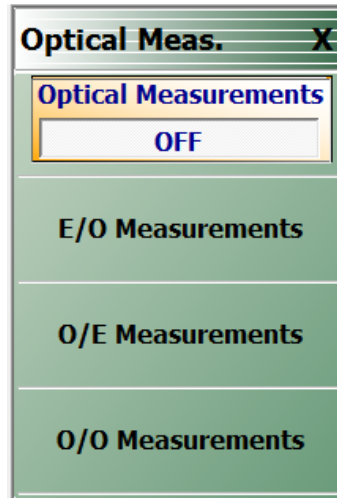 Optical Meas. X
Optical Measurements
OFF
E/O Measurements
O/E Measurements
O/O Measurements